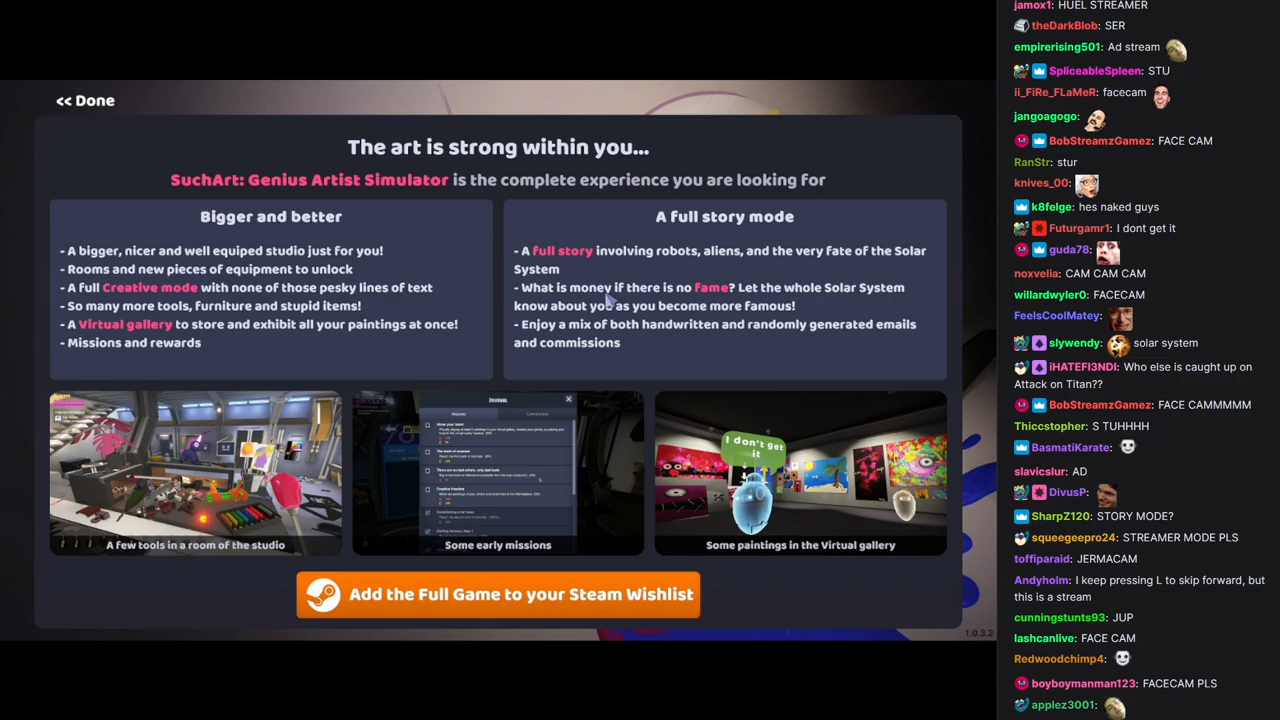 << Done
The art is strong within you...
SuchArt: Genius Artist Simulator is the complete experience you are looking for
Bigger and better
- A bigger, nicer and well equiped studio just for you!
- Rooms and new pieces of equipment to unlock
- A full Creative mode with none of those pesky lines of text
- So many more tools, furniture and stupid items!
- A Virtual gallery to store and exhibit all your paintings at once!
- Missions and rewards
A full story mode
- A full story involving robots, aliens, and the very fate of the Solar
System
- What is money if there is no fame? Let the whole Solar System
know about you as you become more famous!
- Enjoy a mix of both handwritten and randomly generated emails
and commissions
A few tools in a room of the studio
JOURNAL
Missions
Some early missions
I don't get
it
Some paintings in the Virtual gallery
Add the Full Game to your Steam Wishlist
1.0.3.2
jamox1: HUEL STREAMER
theDarkBlob: SER
empirerising501: Ad stream
SpliceableSpleen: STU
ii_FiRe_FLaMeR: facecam
jangoagogo:
BobStreamzGamez: FACE CAM
RanStr: stur
knives_00:
k8felge: hes naked guys
Futurgamr1: I dont get it
guda78:
noxvelia: CAM CAM CAM
willardwyler0: FACECAM
FeelsCoolMatey:
slywendy: solar system
iHATEFI3NDI: Who else is caught up on
Attack on Titan??
BobStreamzGamez: FACE CAMMMMM
Thiccstopher: S TUHHHH
BasmatiKarate:
slavicslur: AD
DivusP:
SharpZ120: STORY MODE?
squeegeepro24: STREAMER MODE PLS
toffiparaid: JERMACAM
Andyholm: I keep pressing L to skip forward, but
this is a stream
cunningstunts93: JUP
lashcanlive: FACE CAM
Redwoodchimp4:
boyboymanman123: FACECAM PLS
applez3001: